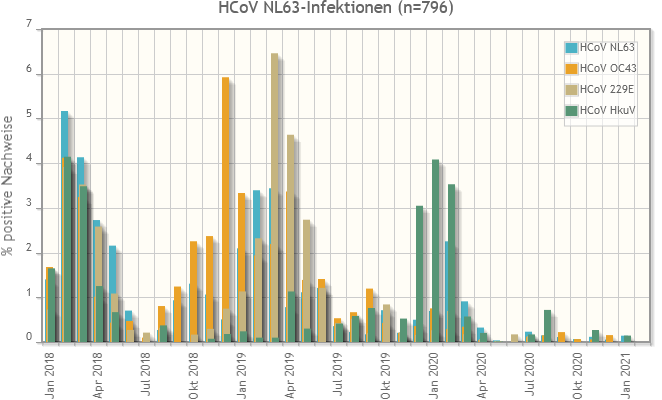 HCoV NL63-Infektionen (n=796)
% positive Nachweise
7
6
5
4
3
2
1
0
HCoV NL63
HCoV OC43
HCoV 229E
HCoV HkuV
Jan 2018
Apr 2018
Jul 2018
Okt 2018
Jan 2019
Apr 2019
Jul 2019
Okt 2019
Jan 2020
Apr 2020
Jul 2020
Okt 2020
Jan 2021